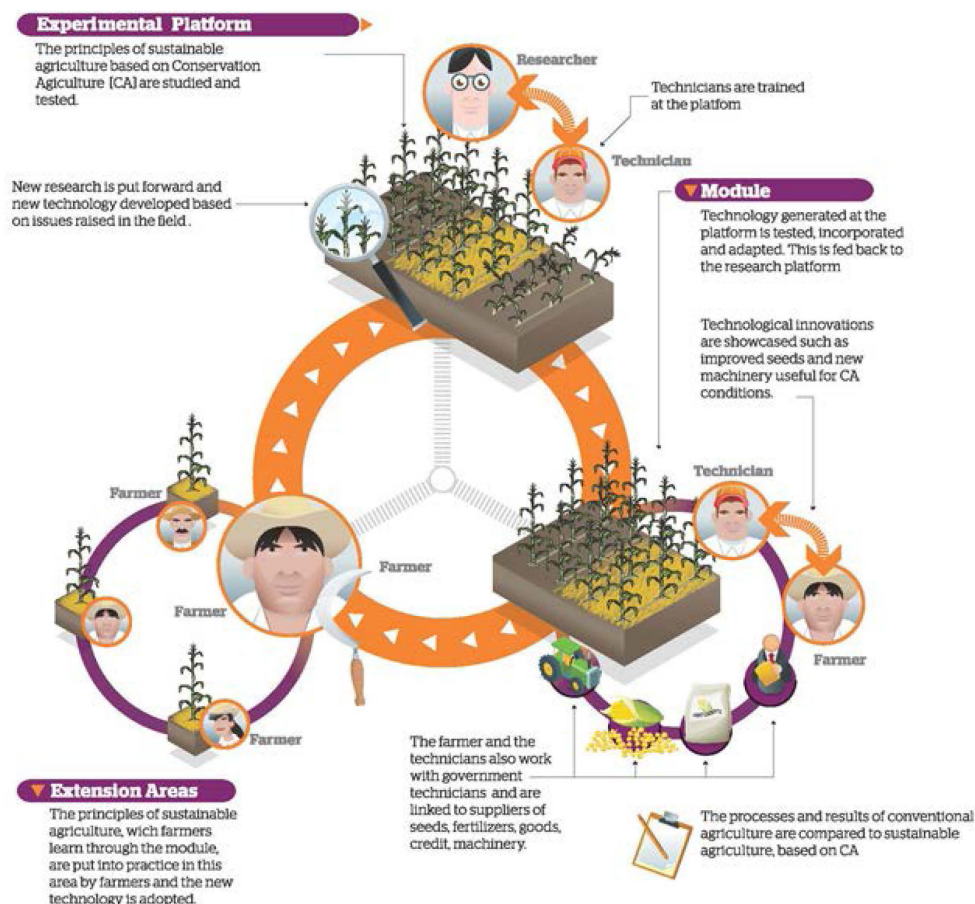 Experimental Platform
The principles of sustainable
agriculture based on Conservation
Agiculture [CA] are studied and
tested.
Researcher
Technicians are trained
at the platfom
Technician
New research is put forward and
new technology developed based
on issues raised in the field .
Module
Technology generated at the
platform is tested, incorporated
and adapted. This is fed back to
the research platform
Technological innovations
are showcased such as
improved seeds and new
machinery useful for CA
conditions.
Technician
Farmer
Farmer
Farmer
Farmer
Farmer
The farmer and the
technicians also work
with government
technicians and are
linked to suppliers of
seeds, fertilizers, goods,
credit, machinery.
Extension Areas
The principles of sustainable
agriculture, wich farmers
learn through the module,
are put into practice in this
area by farmers and the new
technology is adopted.
The processes and results of conventional
agriculture are compared to sustainable
agriculture, based on CA